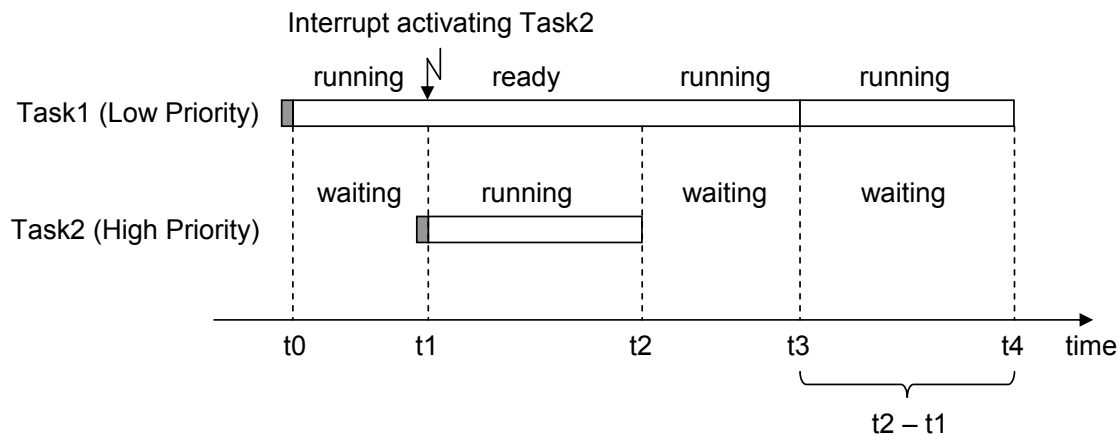 Interrupt activating Task2
running ready running running
Task1 (Low Priority)
waiting running waiting waiting
Task2 (High Priority)
t0 t1 t2 t3 t4 time
t2 – t1